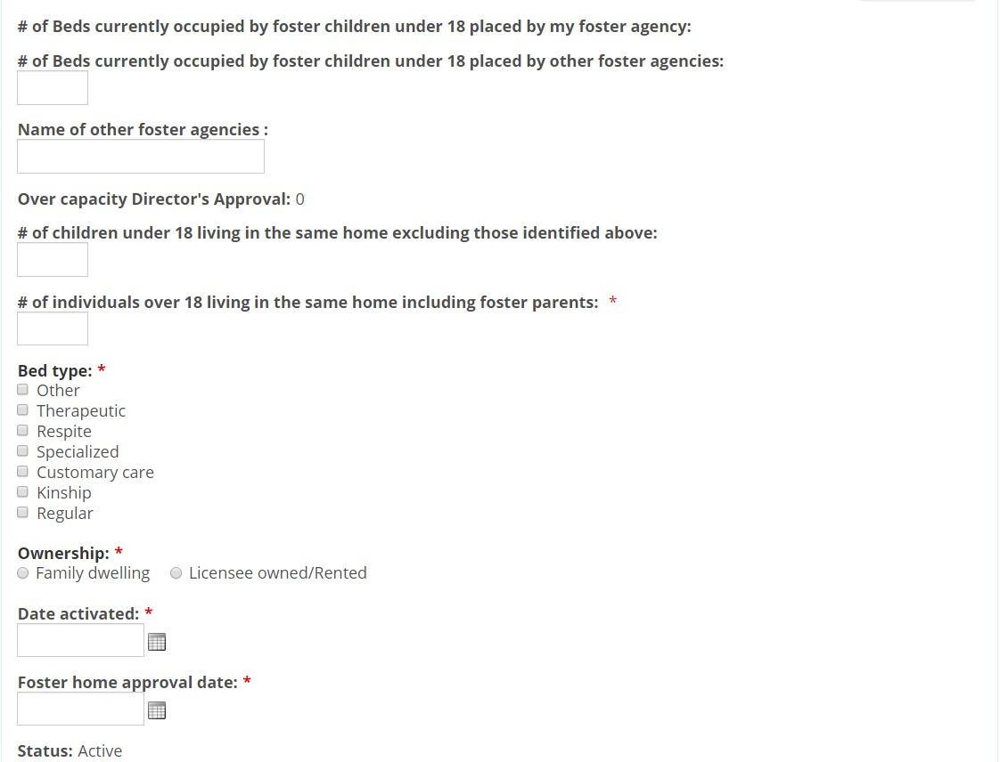 # of Beds currently occupied by foster children under 18 placed by my foster agency:
# of Beds currently occupied by foster children under 18 placed by other foster agencies:
Name of other foster agencies :
Over capacity Director's Approval: 0
# of children under 18 living in the same home excluding those identified above:
# of individuals over 18 living in the same home including foster parents: *
Bed type: *
Other
Therapeutic
Respite
Specialized
Customary care
Kinship
Regular
Ownership: *
Family dwelling Licensee owned/Rented
Date activated: *
Foster home approval date: *
Status: Active